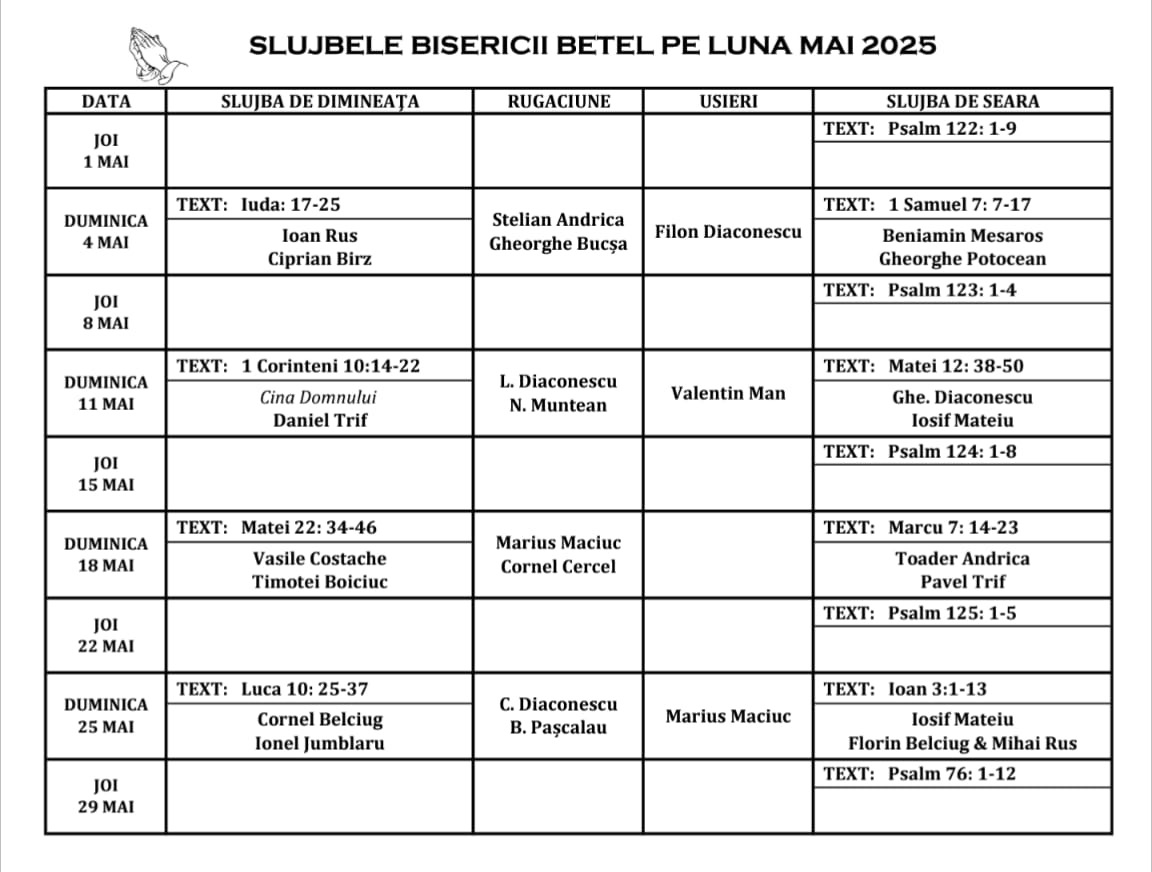 SLUJBELE BISERICII BETEL PE LUNA MAI 2025
DATA SLUJBA DE DIMINEAŢA RUGACIUNE USIERI SLUJBA DE SEARA
JOI
1 MAI
TEXT: Psalm 122: 1-9
DUMINICA
4 MAI
TEXT: Iuda: 17-25
Ioan Rus
Ciprian Birz
Stelian Andrica
Gheorghe Bucșa
Filon Diaconescu
TEXT: 1 Samuel 7: 7-17
Beniamin Mesaros
Gheorghe Potocean
JOI
8 MAI
TEXT: Psalm 123: 1-4
DUMINICA
11 MAI
TEXT: 1 Corinteni 10:14-22
Cina Domnului
Daniel Trif
L. Diaconescu
N. Muntean
Valentin Man
TEXT: Matei 12: 38-50
Ghe. Diaconescu
Iosif Mateiu
JOI
15 MAI
TEXT: Psalm 124: 1-8
DUMINICA
18 MAI
TEXT: Matei 22: 34-46
Vasile Costache
Timotei Boiciuc
Marius Maciuc
Cornel Cercel
TEXT: Marcu 7: 14-23
Toader Andrica
Pavel Trif
JOI
22 MAI
TEXT: Psalm 125: 1-5
DUMINICA
25 MAI
TEXT: Luca 10: 25-37
Cornel Belciug
Ionel Jumblaru
C. Diaconescu
B. Pașcalau
Marius Maciuc
TEXT: Ioan 3:1-13
Iosif Mateiu
Florin Belciug & Mihai Rus
JOI
29 MAI
TEXT: Psalm 76: 1-12